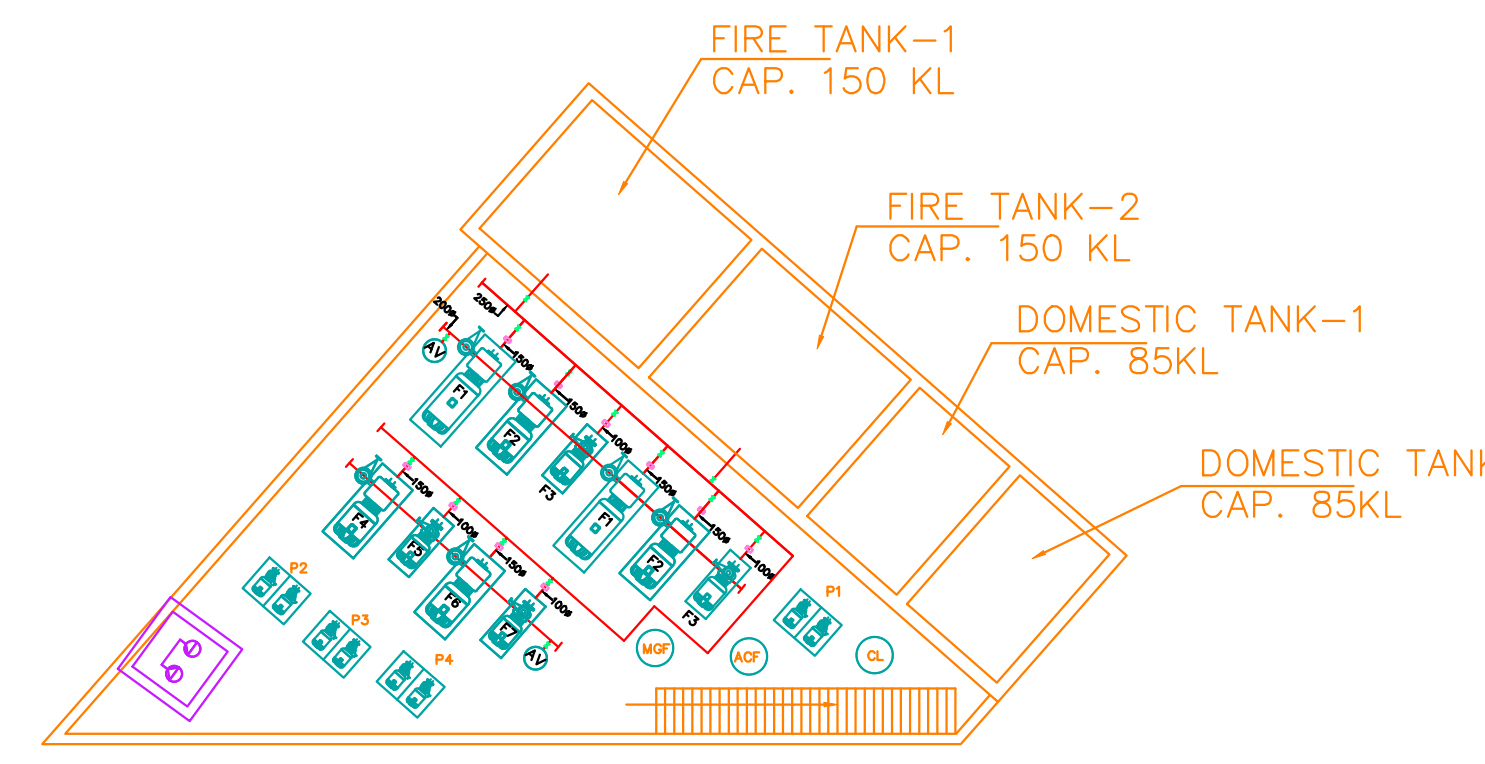 FIRE TANK-1
CAP. 150 KL
FIRE TANK-2
CAP. 150 KL
DOMESTIC TANK-1
CAP. 85KL
DOMESTIC TANK
CAP. 85KL
200ø
250ø
AV
F1
150ø
F2
150ø
F3
100ø
F1
150ø
F2
150ø
F3
100ø
F4
150ø
F5
100ø
F6
150ø
F7
100ø
AV
P2
P3
P4
P1
MGF
ACF
CL